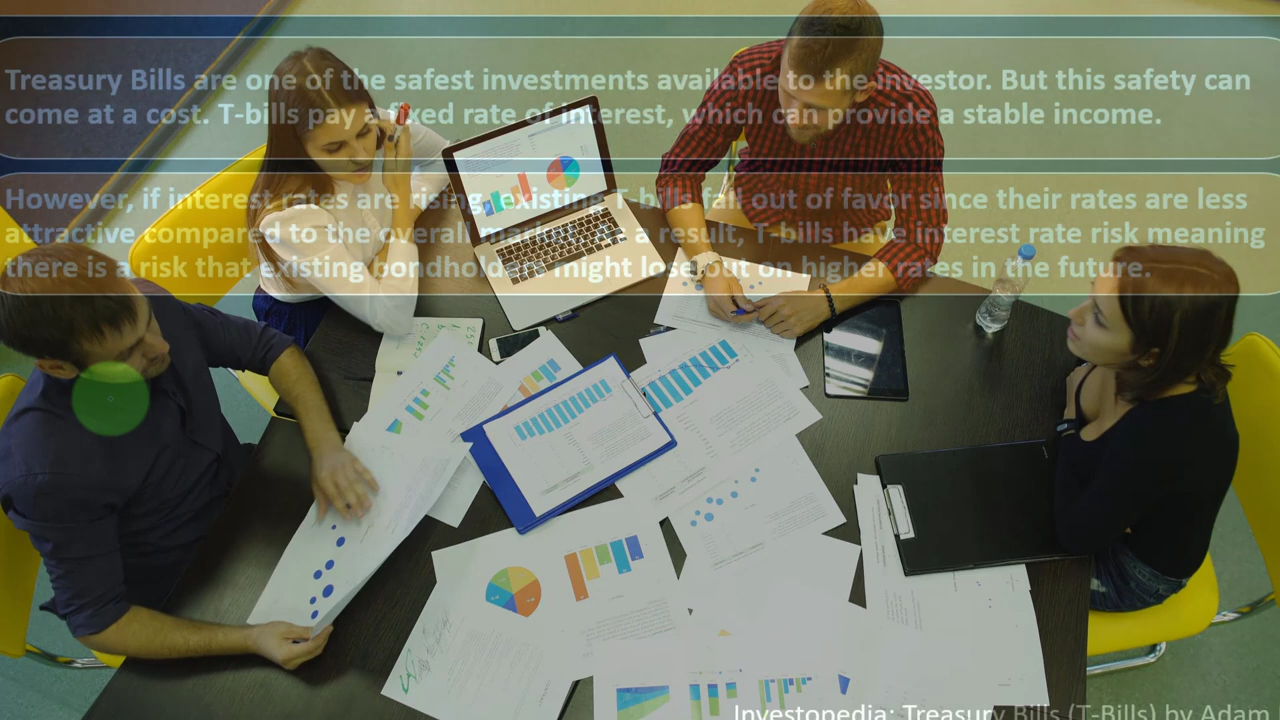 Treasury Bills are one of the safest investments available to the investor. But this safety can
come at a cost. T-bills pay a fixed rate of interest, which can provide a stable income.
However, if interest rates are rising, existing T-bills fall out of favor since their rates are less
attractive compared to the overall market. As a result, T-bills have interest rate risk meaning
there is a risk that existing bondholders might lose out on higher rates in the future.
Investopedia: Treasury Bills (T-Bills) by Adam